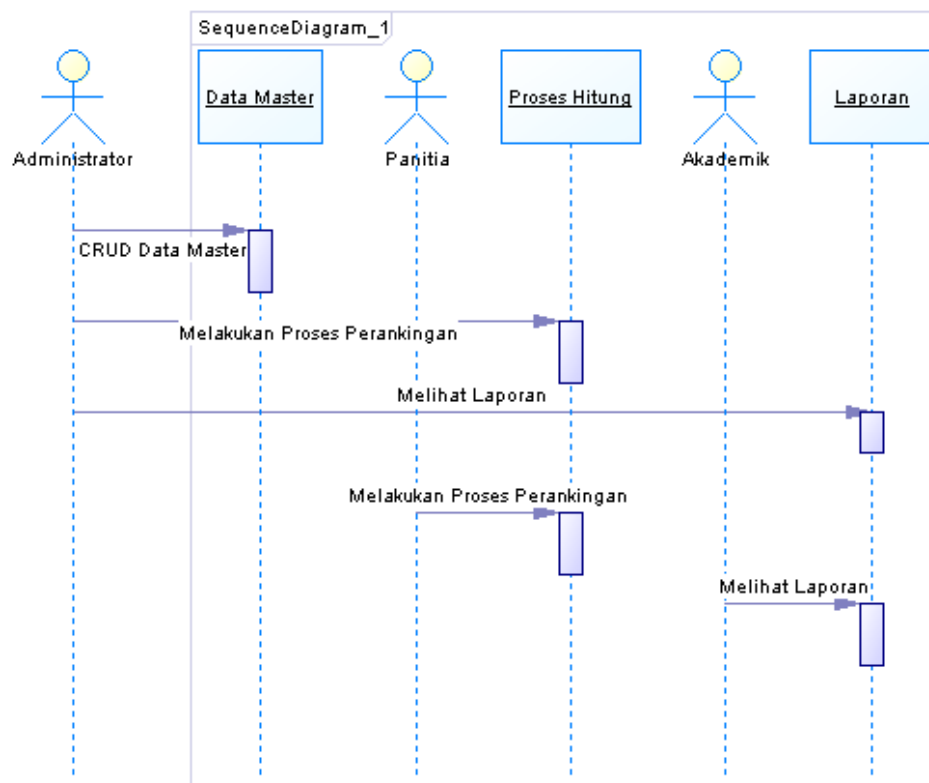 SequenceDiagram_1
Data Master
Proses Hitung
Laporan
Administrator
Panitia
Akademik
CRUD Data Master
Melakukan Proses Perankingan
Melihat Laporan
Melakukan Proses Perankingan
Melihat Laporan